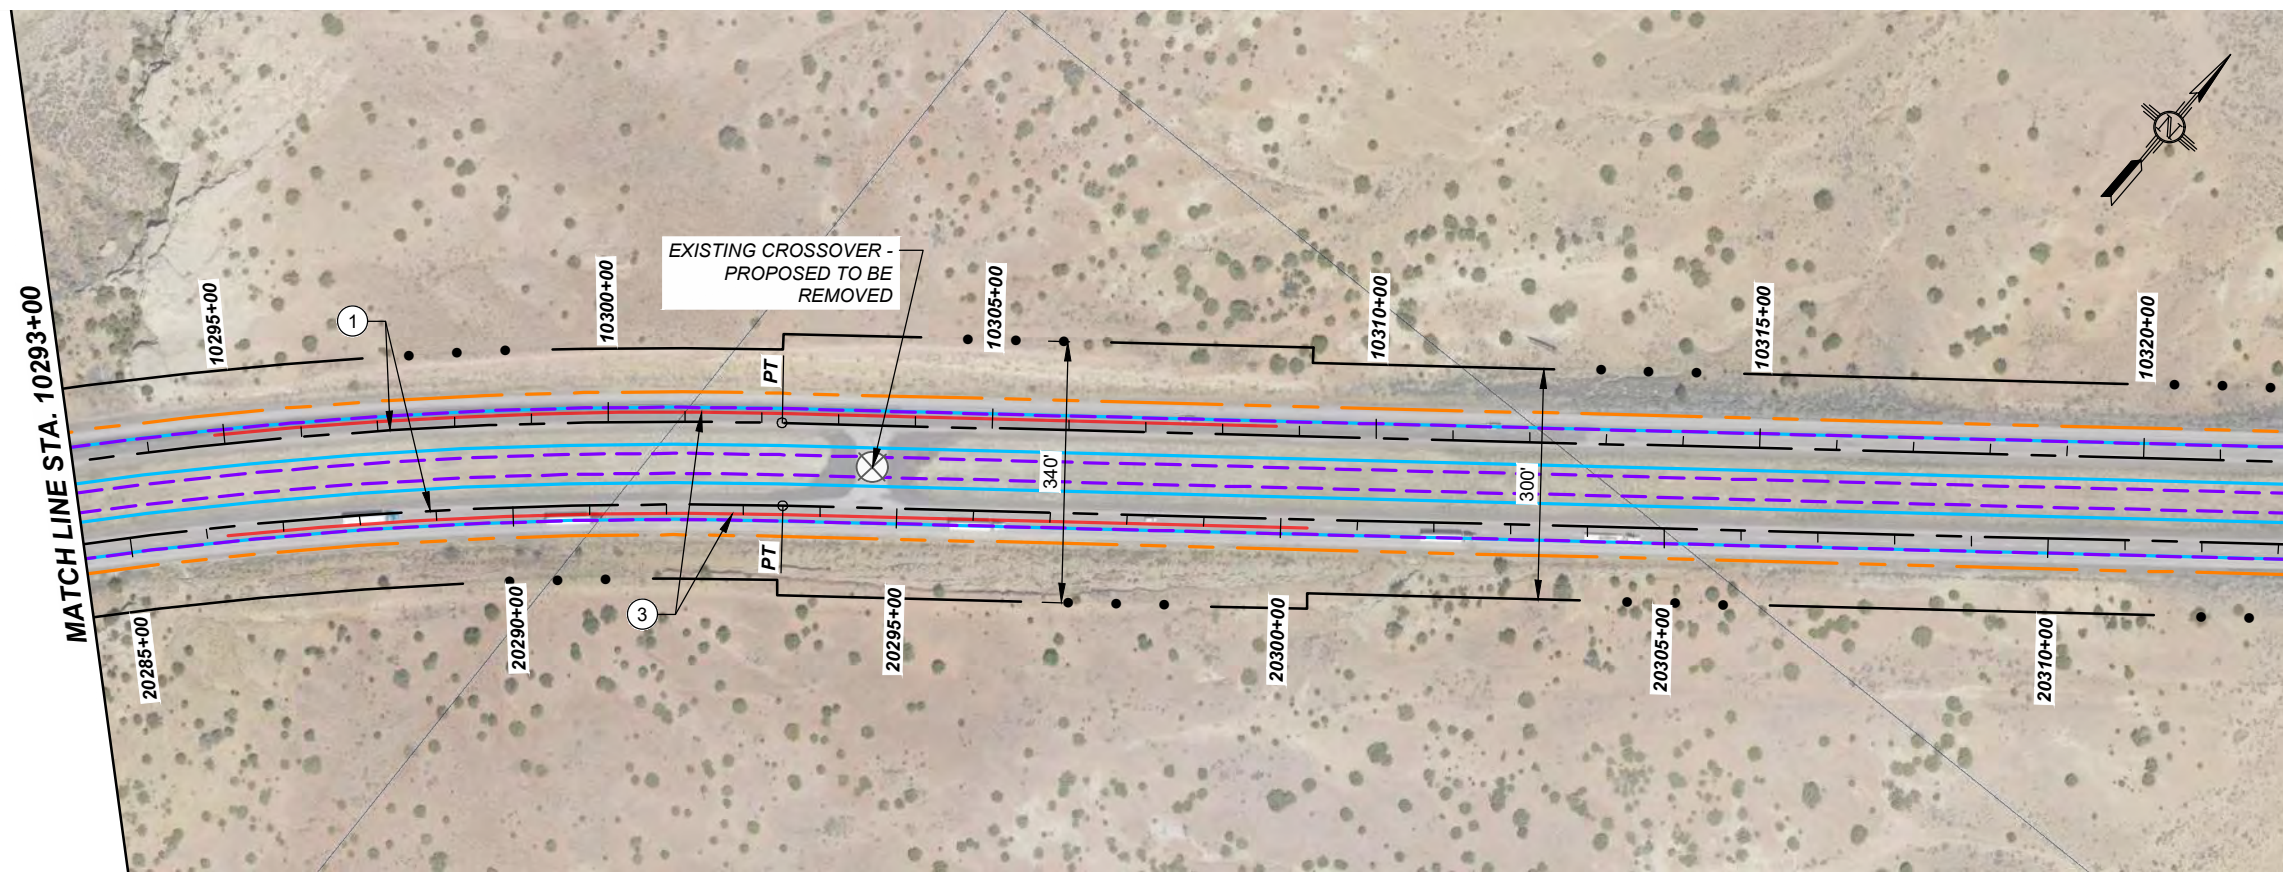 MATCH LINE STA. 10293+00
10295+00
10300+00
10305+00
10310+00
10315+00
10320+00
EXISTING CROSSOVER -
PROPOSED TO BE
REMOVED
N
1
PT
340'
300'
PT
3
20285+00
20290+00
20295+00
20300+00
20305+00
20310+00